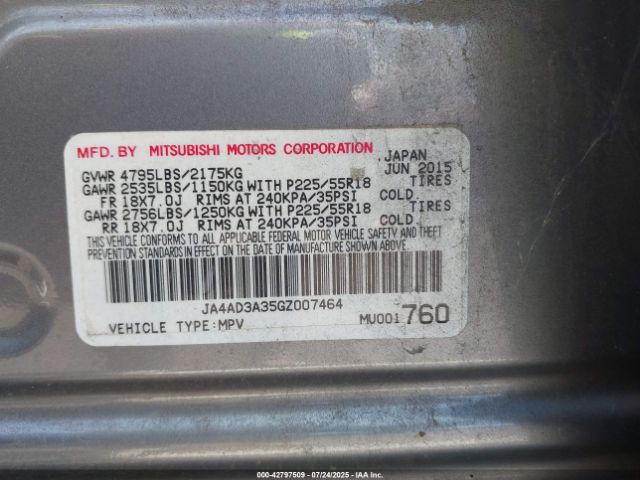 MFD. BY MITSUBISHI MOTORS CORPORATION
JAPAN
GVWR 4795LBS/2175KG JUN 2015
GAWR 2535LBS/1150KG WITH P225/55R18 TIRES
FR 18X7.0J RIMS AT 240KPA/35PSI COLD.
GAWR 2756LBS/1250KG WITH P225/55R18 TIRES
RR 18X7.0J RIMS AT 240KPA/35PSI COLD.
THIS VEHICLE CONFORMS TO ALL APPLICABLE FEDERAL MOTOR VEHICLE SAFETY AND THEFT
PREVENTION STANDARDS IN EFFECT ON THE DATE OF MANUFACTURE SHOWN ABOVE.
JA4AD3A35GZ007464
VEHICLE TYPE:MPV MU001760
000-42797509 - 07/24/2025 - IAA, Inc.